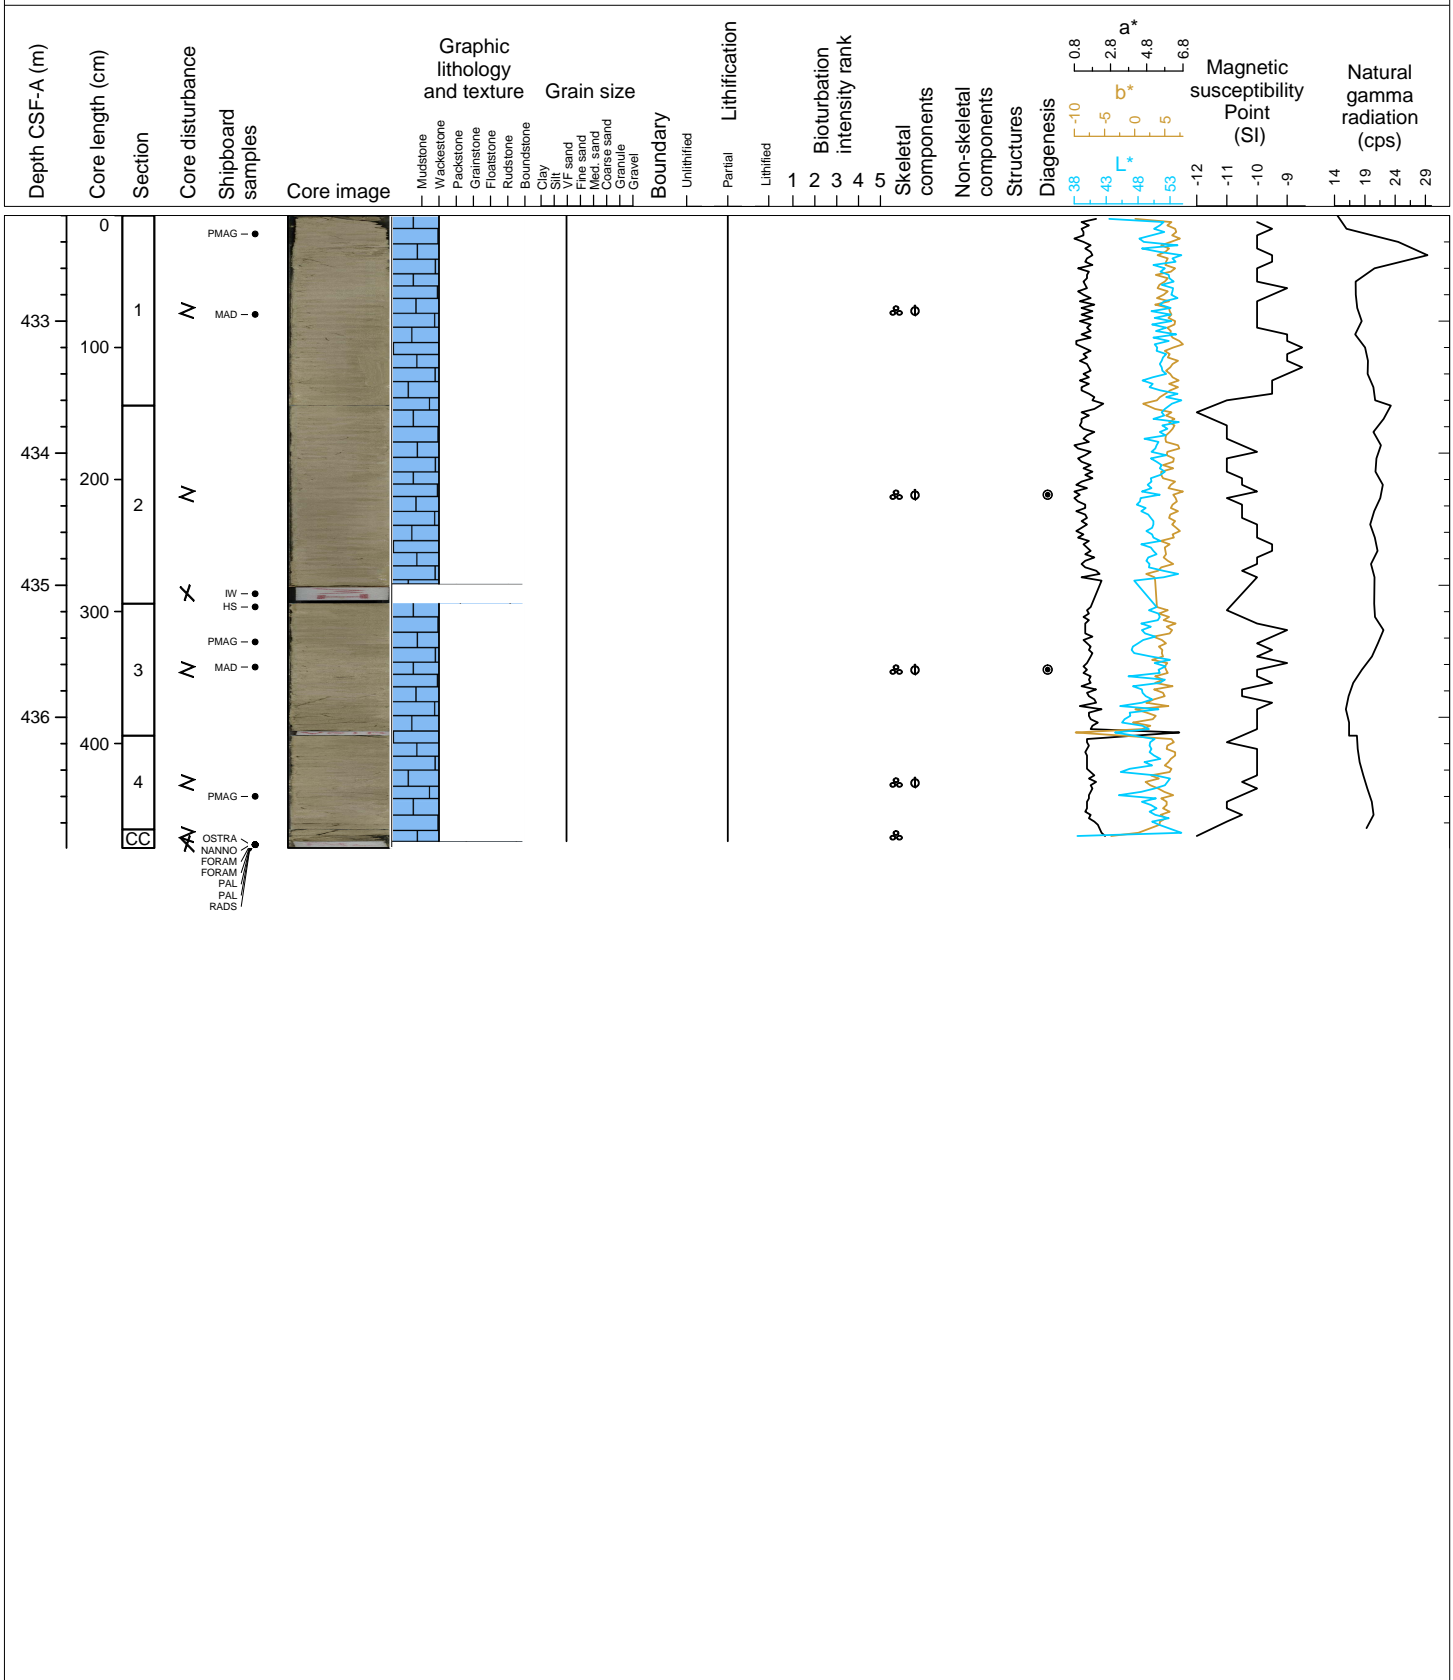 Depth CSF-A (m)
Core length (cm)
Section
Core disturbance
Shipboard
samples
Core image
Graphic
lithology
and texture
Mudstone
Wackestone
Packstone
Grainstone
Floatstone
Rudstone
Boundstone
Grain size
Clay
Silt
VF sand
Fine sand
Med. sand
Coarse sand
Granule
Gravel
Boundary
Lithification
Unlithified
Partial
Lithified
Bioturbation
intensity rank
1 2 3 4 5
Skeletal
components
Non-skeletal
components
Structures
Diagenesis
a*
0.8 2.8 4.8 6.8
b*
-10 -5 0 5
L*
38 43 48 53
Magnetic
susceptibility
Point
(SI)
-12 -11 -10 -9
Natural
gamma
radiation
(cps)
14 19 24 29
433
434
435
436
0
100
200
300
400
1
2
3
4
CC
PMAG
MAD
IW
HS
PMAG
MAD
PMAG
OSTRA
NANNO
FORAM
FORAM
PAL
PAL
RADS